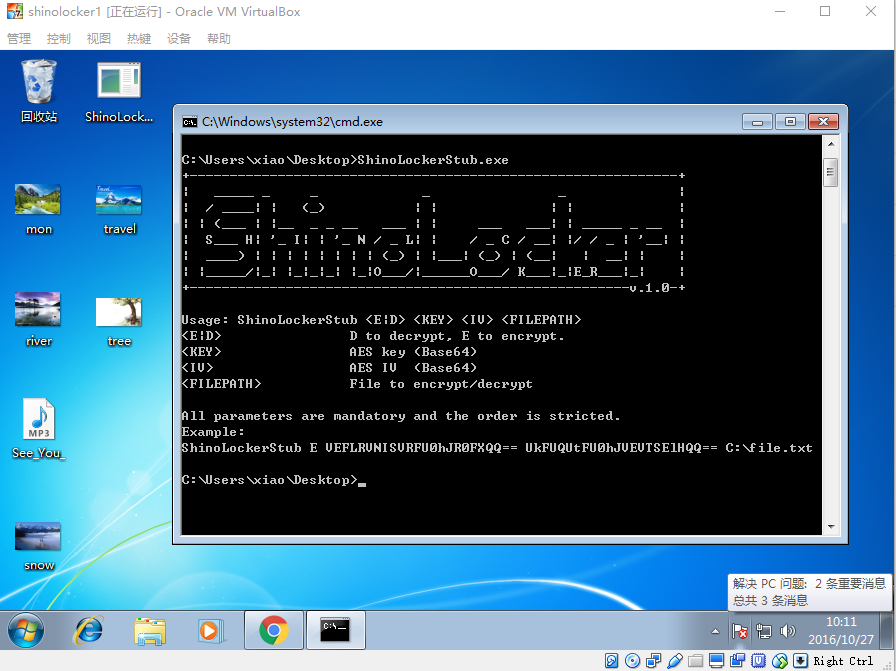 shinolocker1 [正在运行] - Oracle VM VirtualBox
管理 控制 视图 热键 设备 帮助
回收站
ShinoLock...
mon
travel
river
tree
MP3
See_You_
snow
C:\Windows\system32\cmd.exe
C:\Users\xiao\Desktop>ShinoLockerStub.exe
S H I N L C
O O K E R
v.1.0
Usage: ShinoLockerStub <E|D> <KEY> <IV> <FILEPATH>
<E|D> D to decrypt, E to encrypt.
<KEY> AES key (Base64)
<IV> AES IV (Base64)
<FILEPATH> File to encrypt/decrypt
All parameters are mandatory and the order is stricted.
Example:
ShinoLockerStub E VEFLRVNISVRFU0hJR0FXQQ== UkFUQUtFU0hJVEVTSElHQQ== C:\file.txt
C:\Users\xiao\Desktop>_
解决 PC 问题: 2 条重要消息
总共 3 条消息
10:11
2016/10/27
Right Ctrl